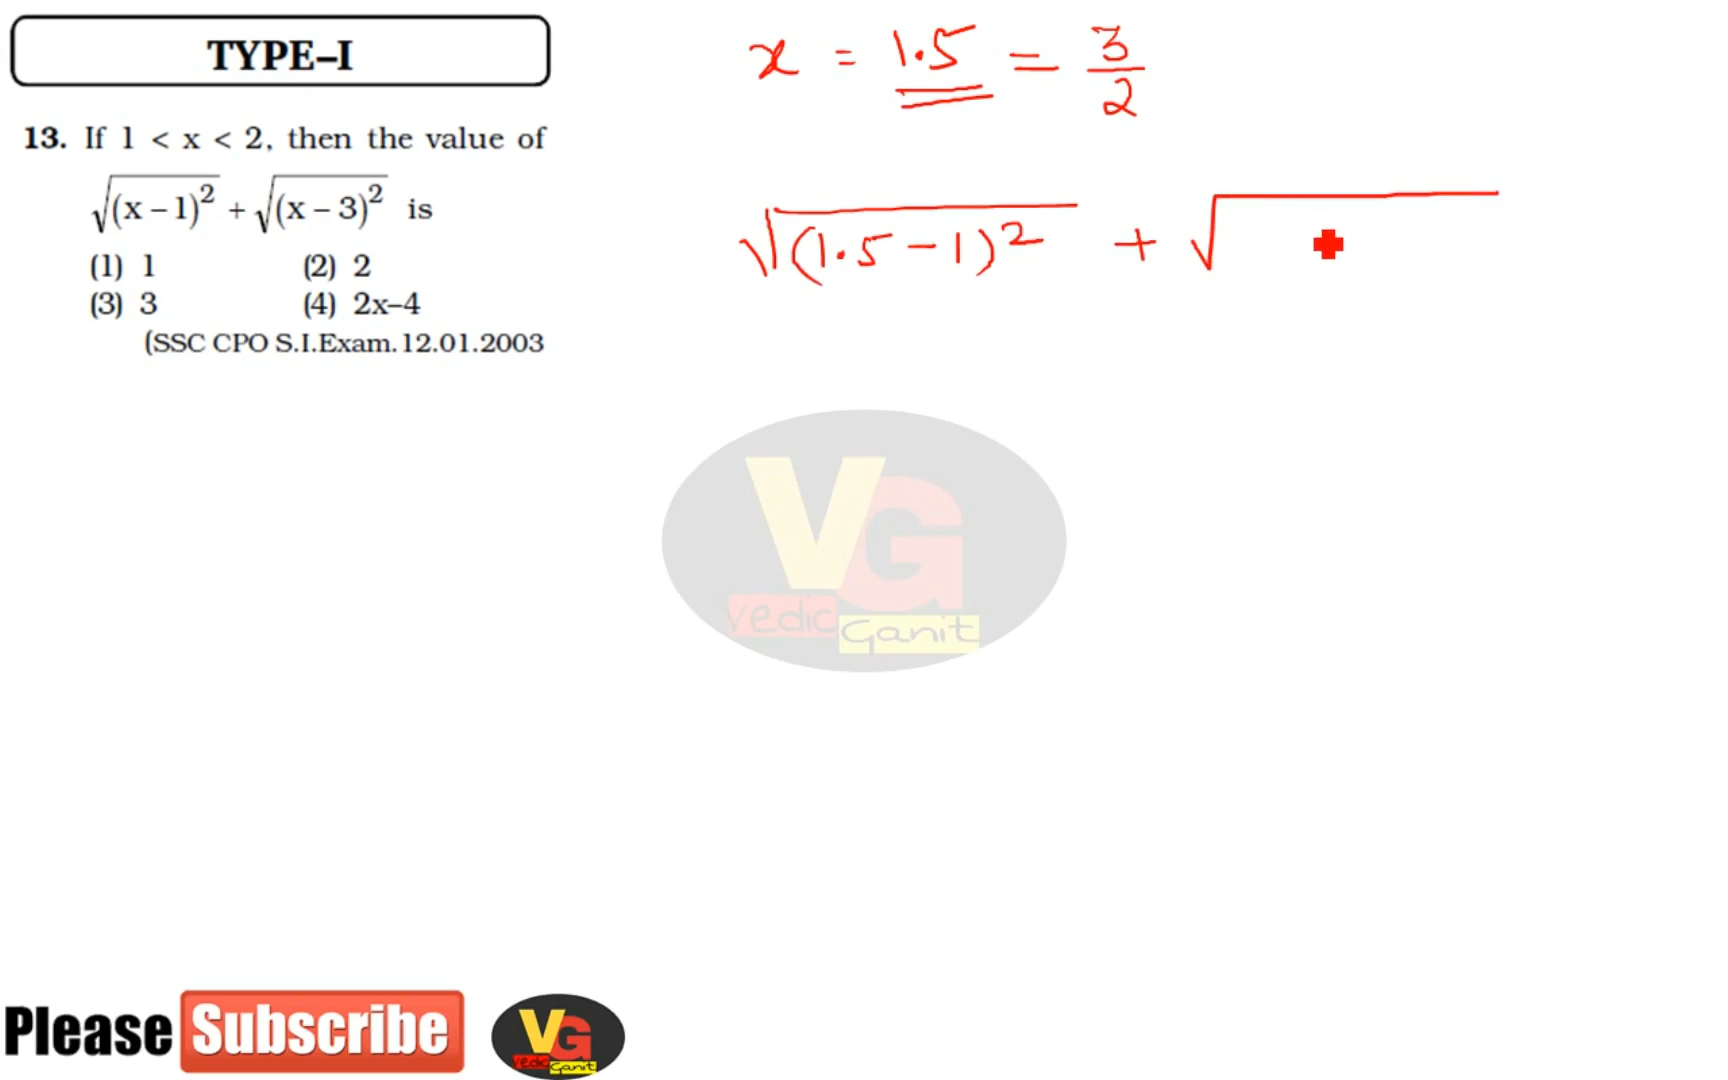 TYPE–I
13. If 1 < x < 2, then the value of
√(x – 1)² + √(x – 3)² is
(1) 1 (2) 2
(3) 3 (4) 2x–4
(SSC CPO S.I.Exam.12.01.2003
x = 1.5 = 3/2
√(1.5 – 1)² + √
VG
vedic
Ganit
Please Subscribe
VG
vedic
Ganit